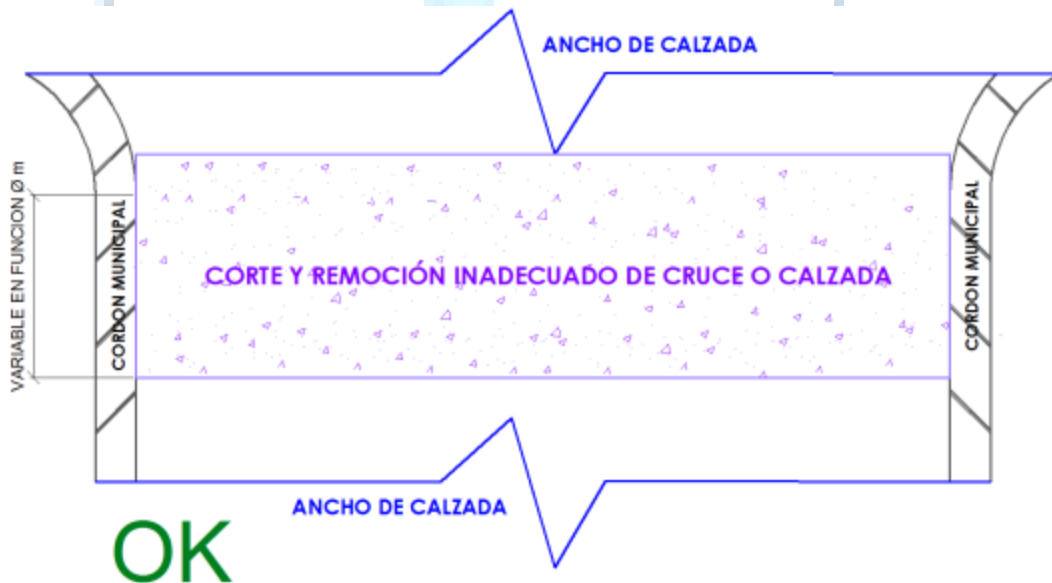 ANCHO DE CALZADA
VARIABLE EN FUNCION Ø m
CORDON MUNICIPAL
CORTE Y REMOCIÓN INADECUADO DE CRUCE O CALZADA
CORDON MUNICIPAL
ANCHO DE CALZADA
OK